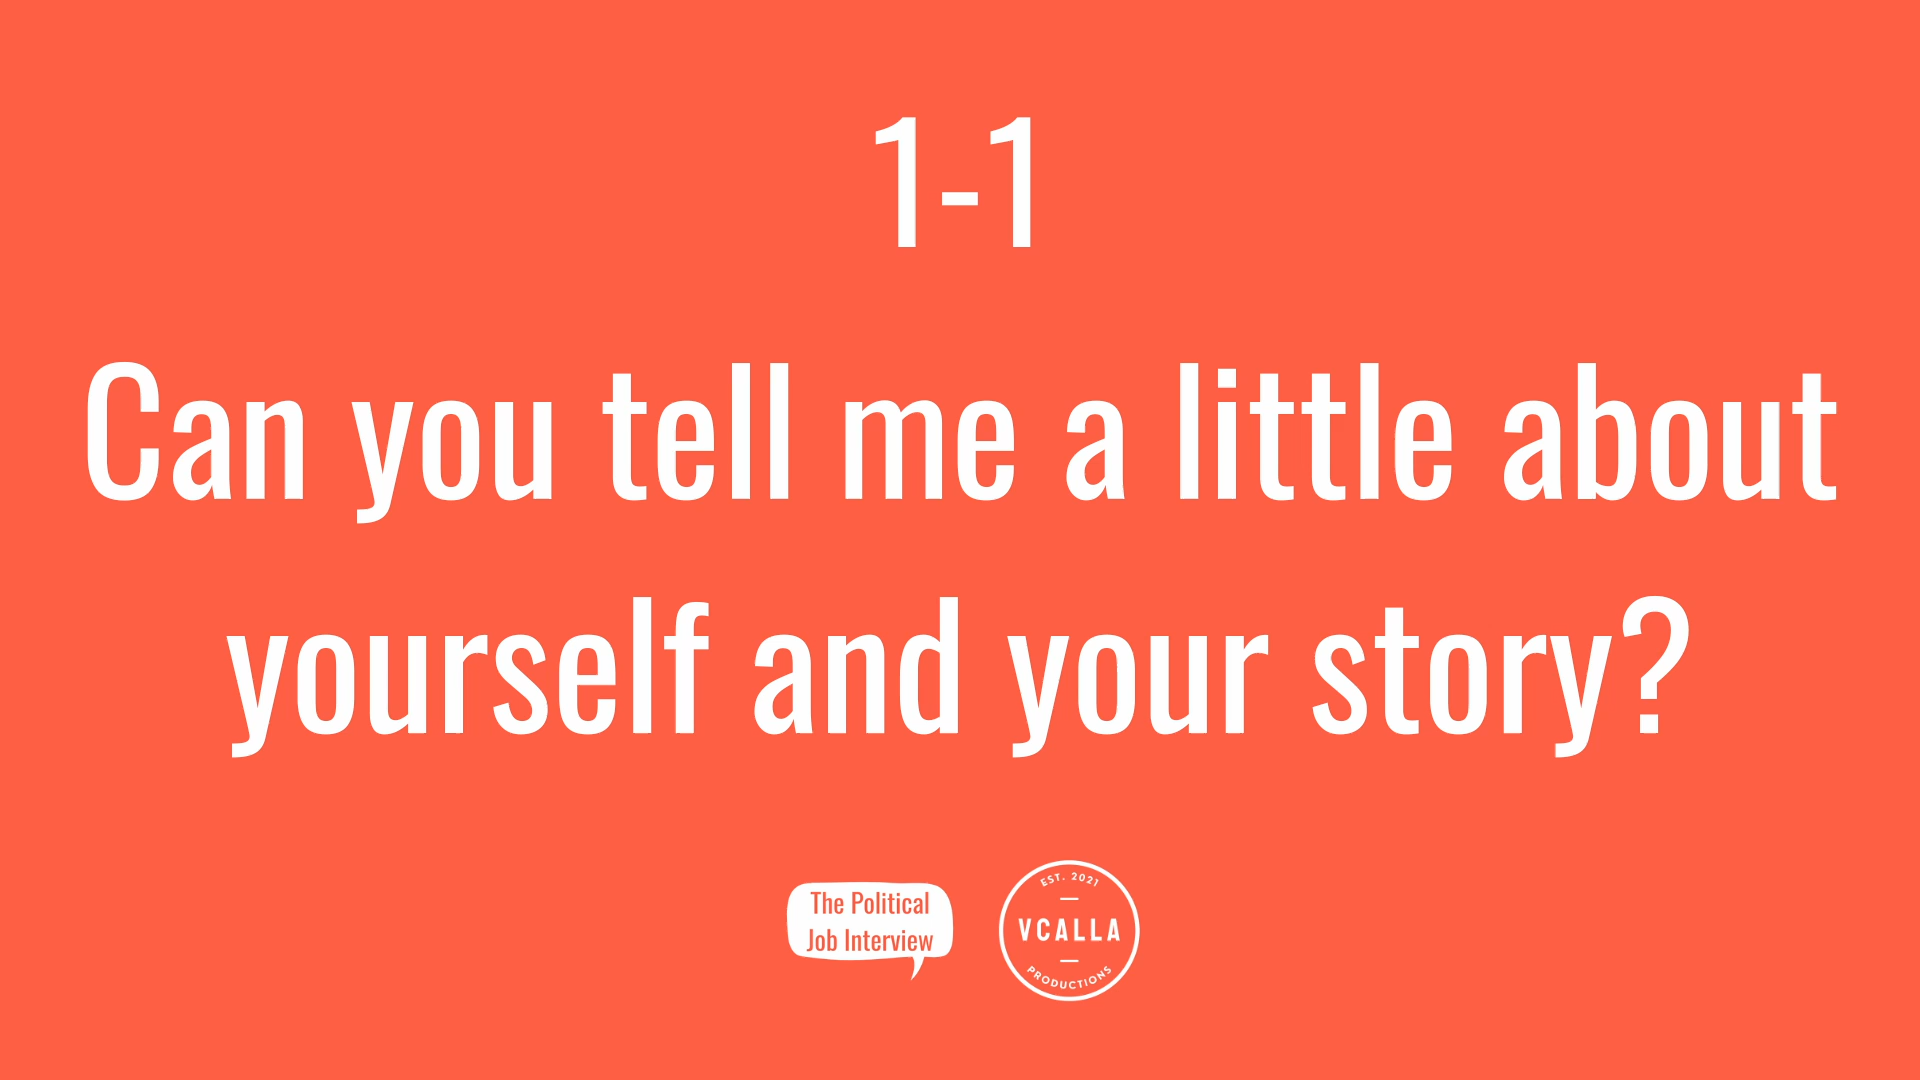 1-1
Can you tell me a little about
yourself and your story?
The Political
Job Interview
EST. 2021
VCALLA
PRODUCTIONS